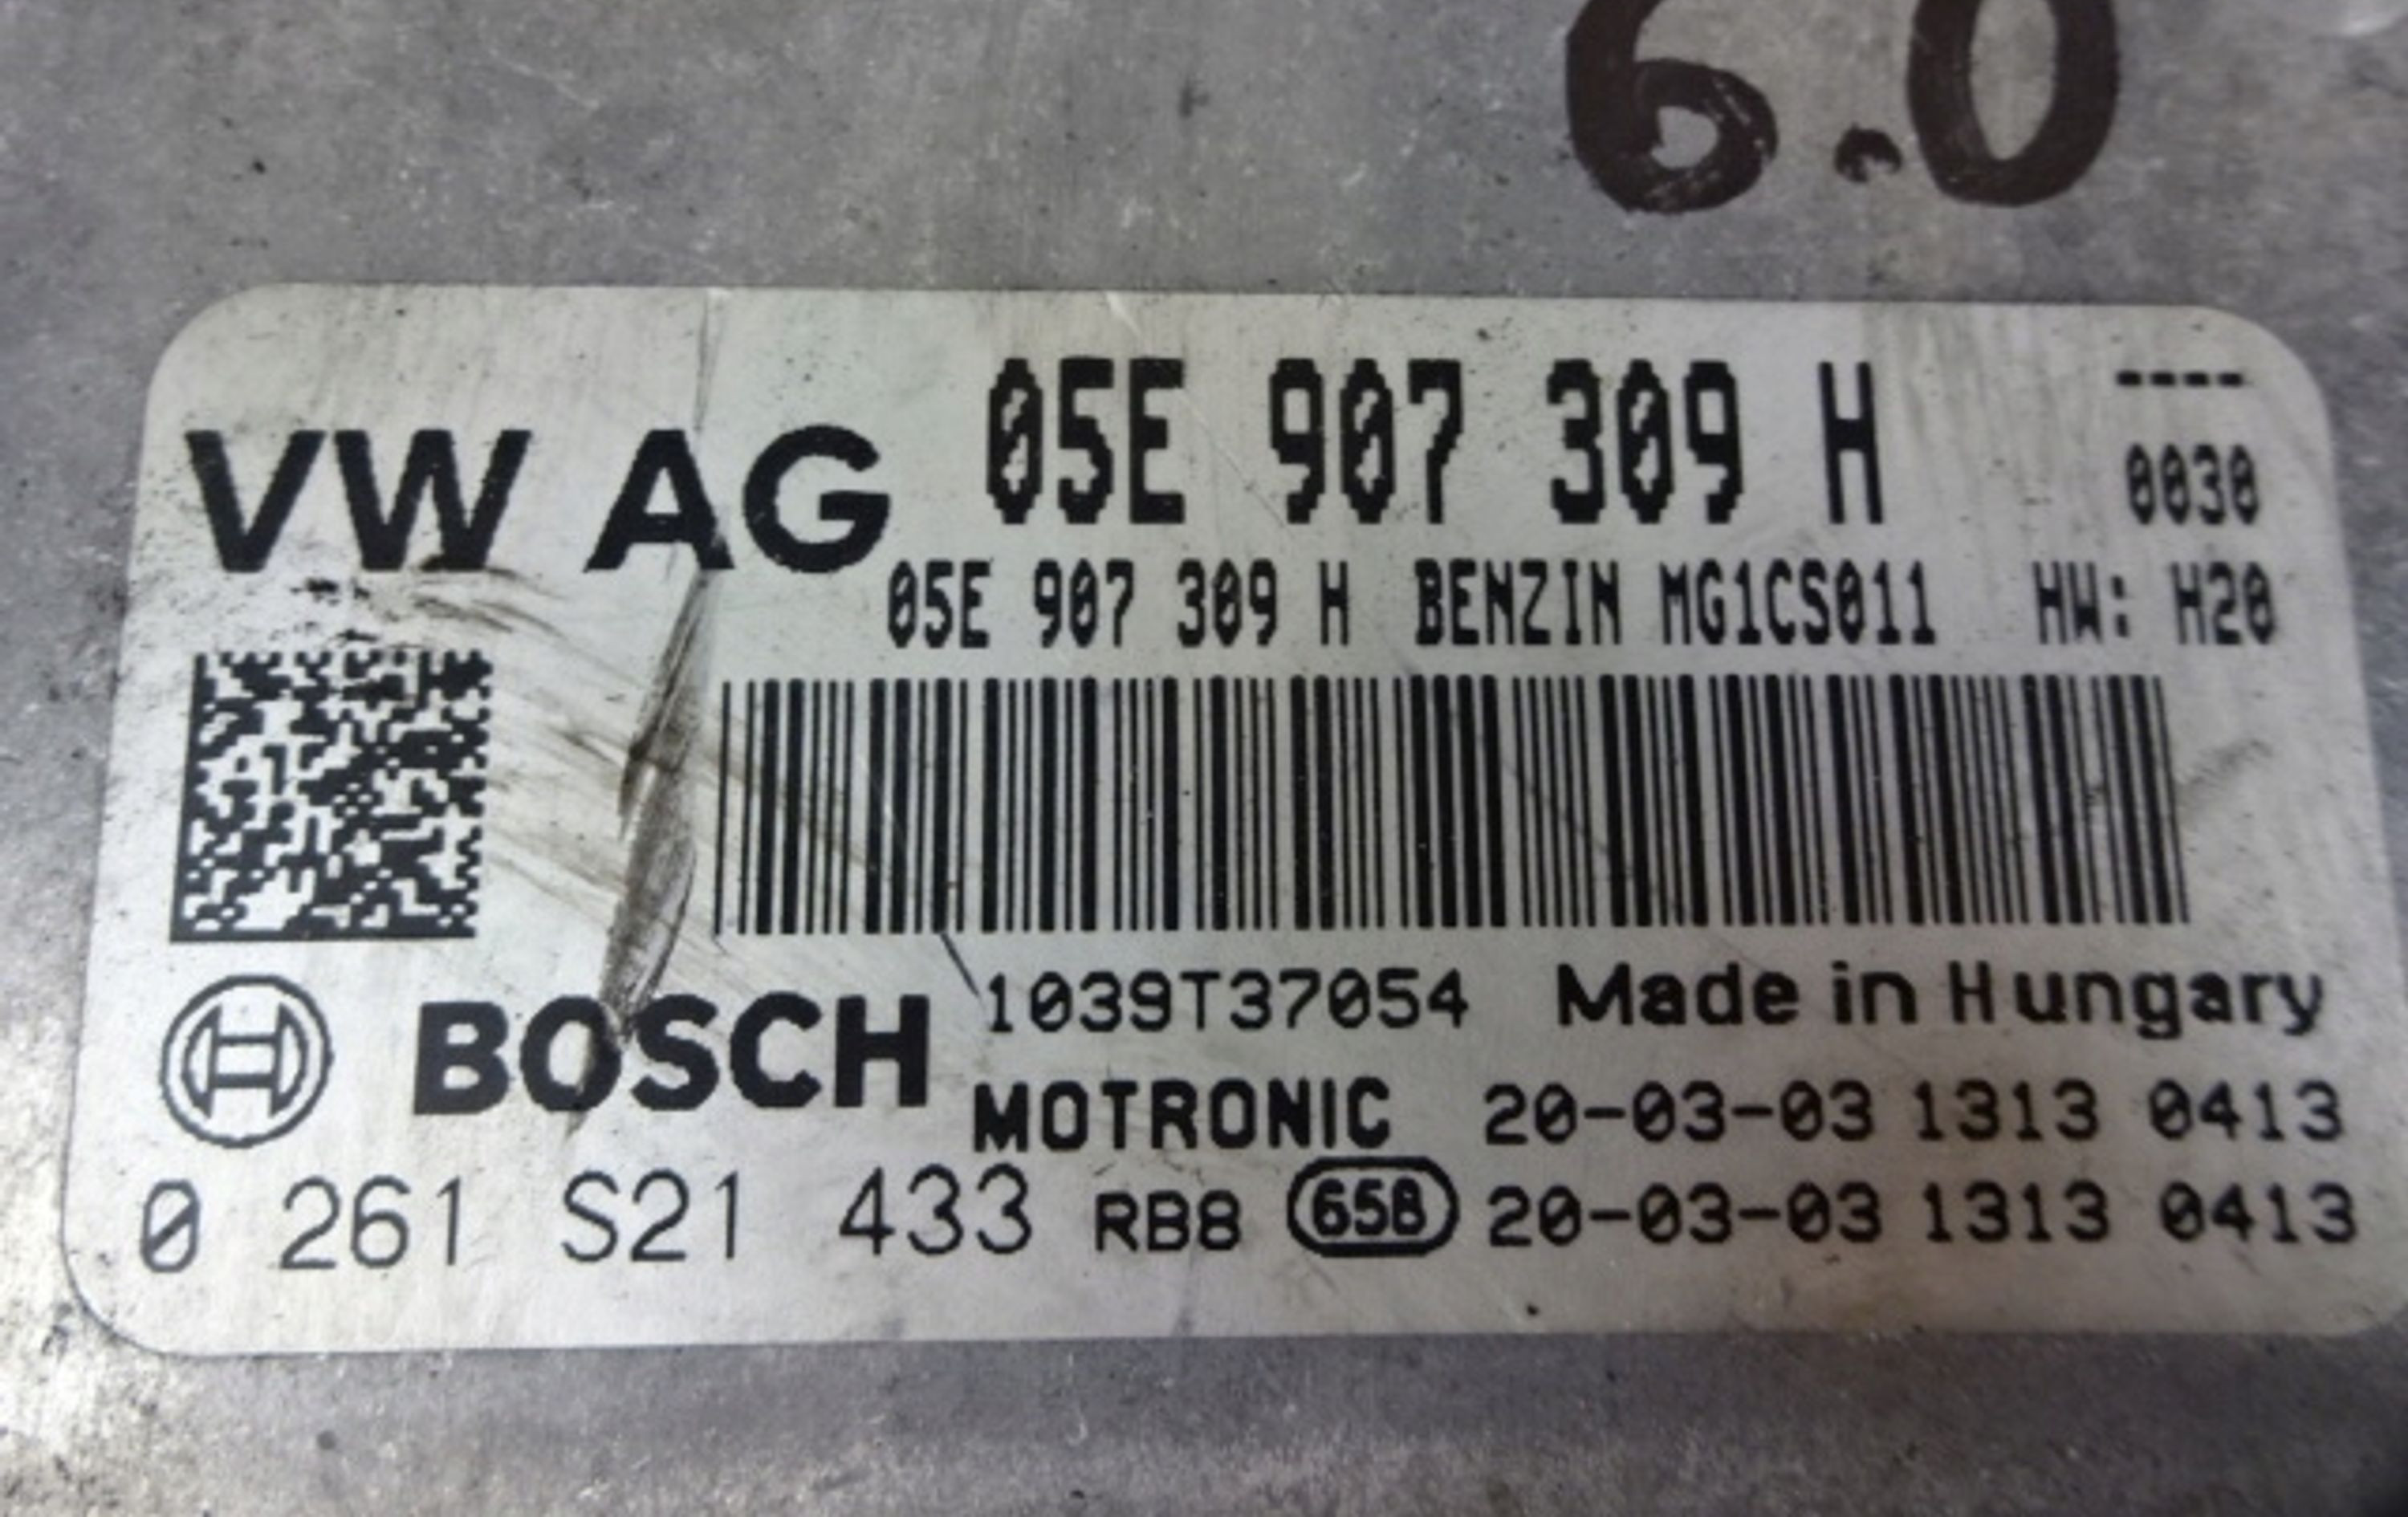 6.0
VW AG 05E 907 309 H ----
0030
05E 907 309 H BENZIN MG1CS011 HW: H20
BOSCH 1039T37054 Made in Hungary
MOTRONIC 20-03-03 1313 0413
0 261 S21 433 RB8 658 20-03-03 1313 0413